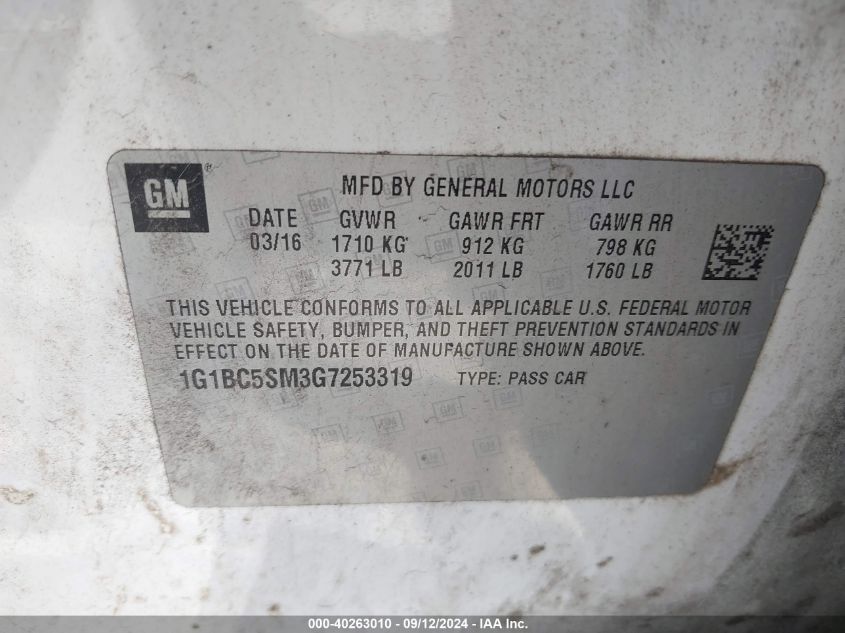 GM®
MFD BY GENERAL MOTORS LLC
DATE GVWR GAWR FRT GAWR RR
03/16 1710 KG 912 KG 798 KG
3771 LB 2011 LB 1760 LB
THIS VEHICLE CONFORMS TO ALL APPLICABLE U.S. FEDERAL MOTOR
VEHICLE SAFETY, BUMPER, AND THEFT PREVENTION STANDARDS IN
EFFECT ON THE DATE OF MANUFACTURE SHOWN ABOVE.
1G1BC5SM3G7253319 TYPE: PASS CAR
000-40263010 - 09/12/2024 - IAA Inc.